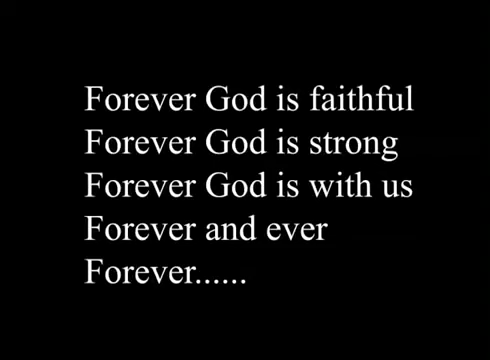 Forever God is faithful
Forever God is strong
Forever God is with us
Forever and ever
Forever......